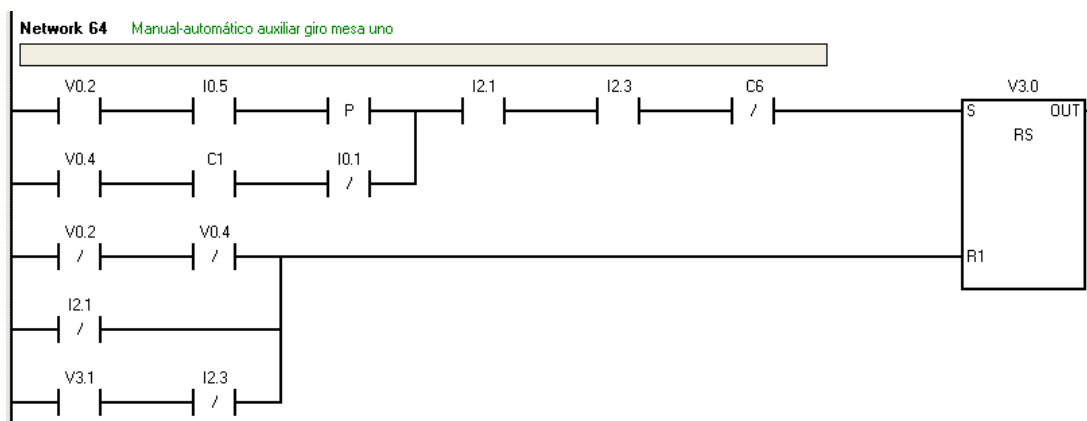 Network 64 Manual-automático auxiliar giro mesa uno
V0.2 I0.5 I2.1 I2.3 C6 V3.0
P / S OUT
RS
V0.4 C1 I0.1
/
V0.2 V0.4
/ / R1
I2.1
/
V3.1 I2.3
/